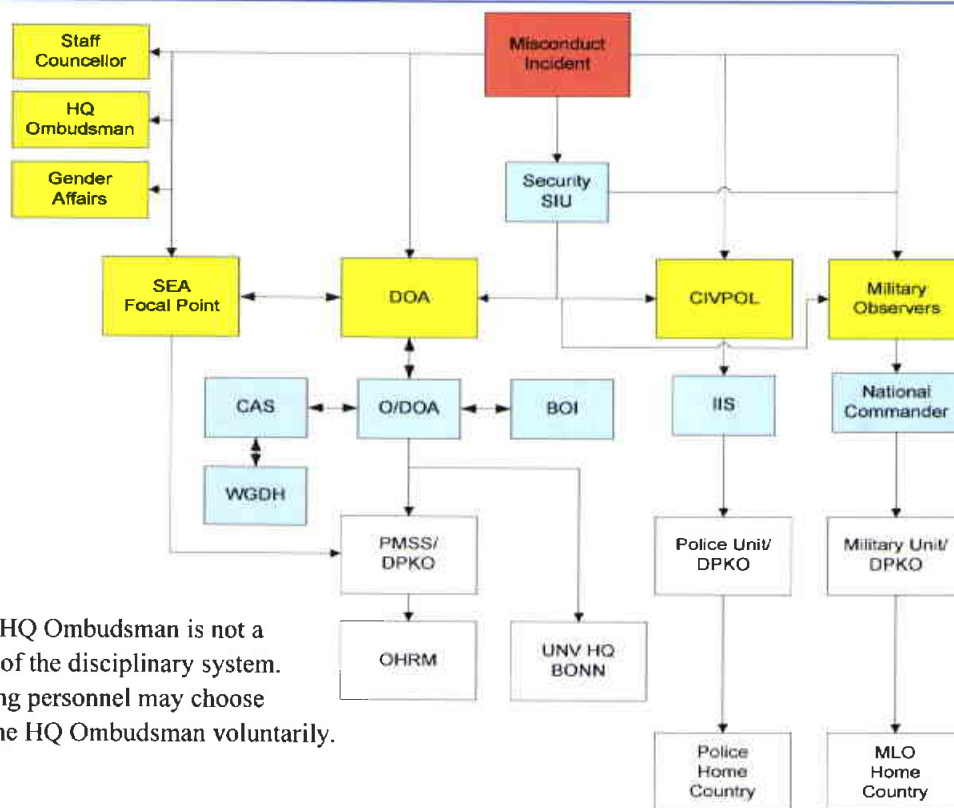 Staff
Councellor
Misconduct
Incident
HQ
Ombudsman
Gender
Affairs
Security
SIU
SEA
Focal Point
DOA
CIVPOL
Military
Observers
CAS
O/DOA
BOI
IIS
National
Commander
WGDH
PMSS/
DPKO
Police Unit/
DPKO
Military Unit/
DPKO
OHRM
UNV HQ
BONN
HQ Ombudsman is not a
of the disciplinary system.
ng personnel may choose
ne HQ Ombudsman voluntarily.
Police
Home
Country
MLO
Home
Country